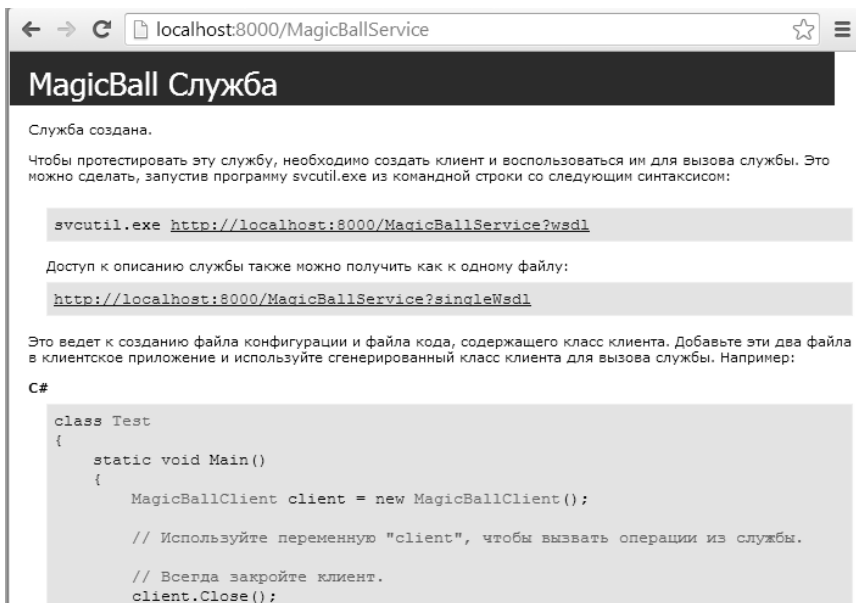 localhost:8000/MagicBallService
MagicBall Служба
Служба создана.
Чтобы протестировать эту службу, необходимо создать клиент и воспользоваться им для вызова службы. Это
можно сделать, запустив программу svcutil.exe из командной строки со следующим синтаксисом:
svcutil.exe http://localhost:8000/MagicBallService?wsdl
Доступ к описанию службы также можно получить как к одному файлу:
http://localhost:8000/MagicBallService?singleWsdl
Это ведет к созданию файла конфигурации и файла кода, содержащего класс клиента. Добавьте эти два файла
в клиентское приложение и используйте сгенерированный класс клиента для вызова службы. Например:
C#
class Test
{
static void Main()
{
MagicBallClient client = new MagicBallClient();
// Используйте переменную "client", чтобы вызвать операции из службы.
// Всегда закройте клиент.
client.Close();